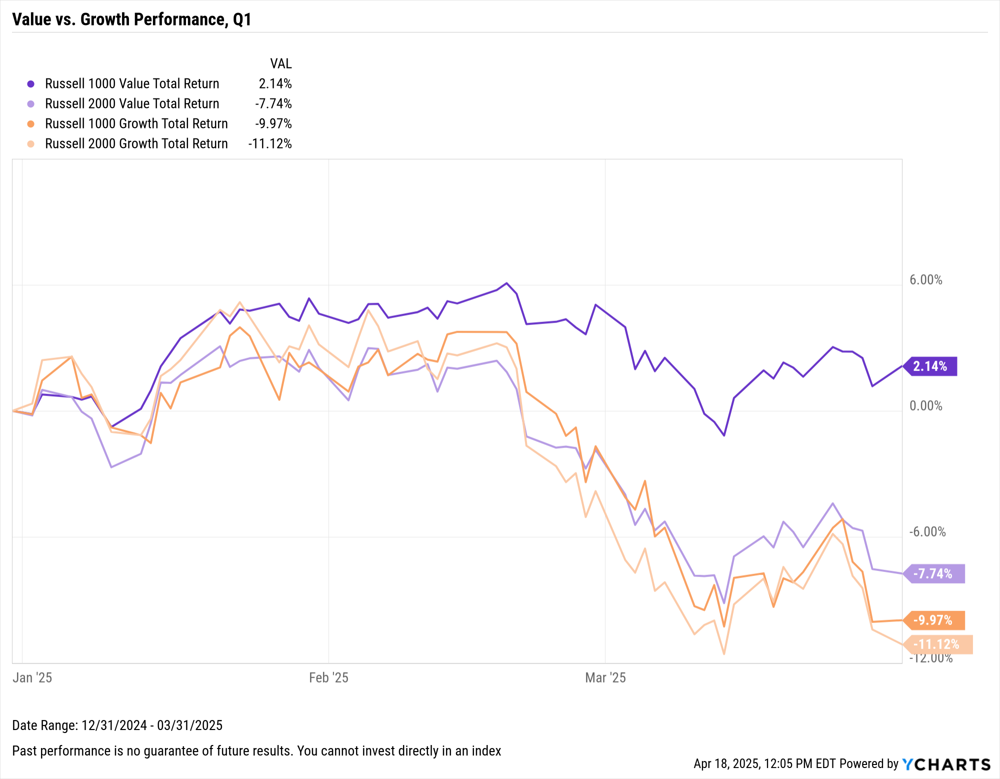 Value vs. Growth Performance, Q1
VAL
Russell 1000 Value Total Return 2.14%
Russell 2000 Value Total Return -7.74%
Russell 1000 Growth Total Return -9.97%
Russell 2000 Growth Total Return -11.12%
6.00%
2.14%
0.00%
-6.00%
-7.74%
-9.97%
-11.12%
-12.00%
Jan '25 Feb '25 Mar '25
Date Range: 12/31/2024 - 03/31/2025
Past performance is no guarantee of future results. You cannot invest directly in an index
Apr 18, 2025, 12:05 PM EDT Powered by YCHARTS